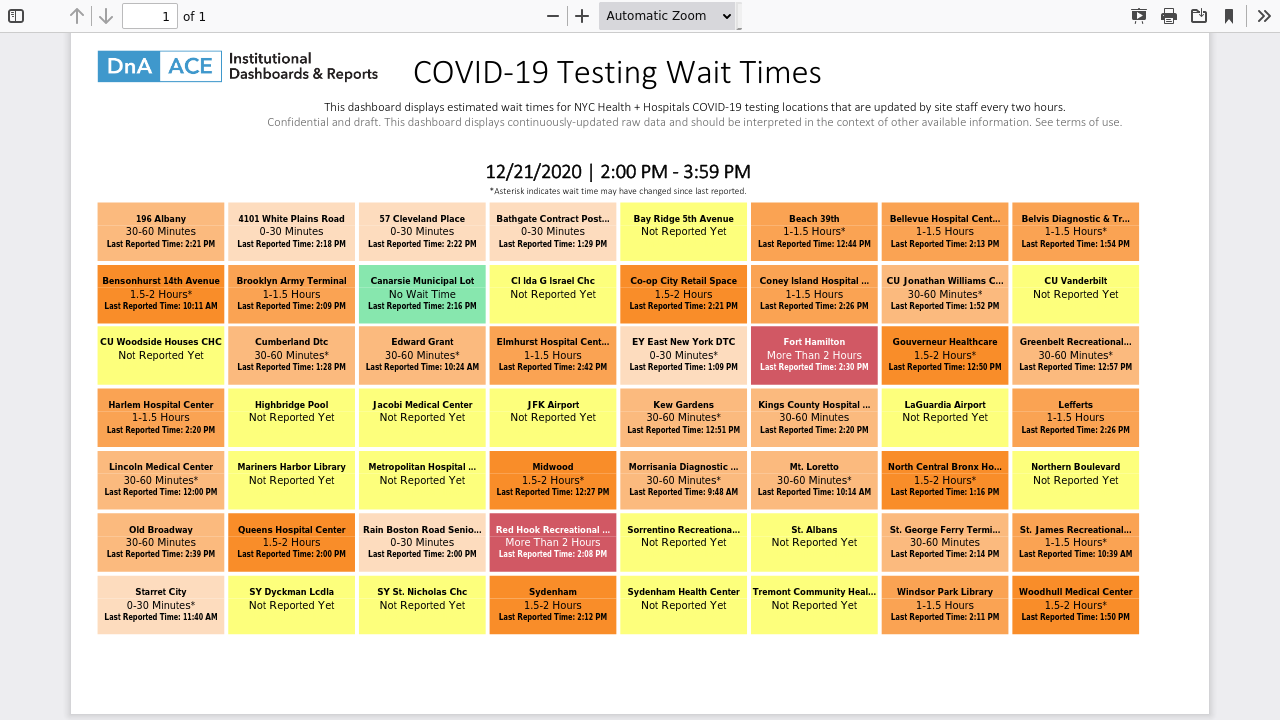 1 of 1 Automatic Zoom
DnA ACE Institutional
Dashboards & Reports
COVID-19 Testing Wait Times
This dashboard displays estimated wait times for NYC Health + Hospitals COVID-19 testing locations that are updated by site staff every two hours.
Confidential and draft. This dashboard displays continuously-updated raw data and should be interpreted in the context of other available information. See terms of use.
12/21/2020 | 2:00 PM - 3:59 PM
*Asterisk indicates wait time may have changed since last reported.
196 Albany
30-60 Minutes
Last Reported Time: 2:21 PM
4101 White Plains Road
0-30 Minutes
Last Reported Time: 2:18 PM
57 Cleveland Place
0-30 Minutes
Last Reported Time: 2:22 PM
Bathgate Contract Post...
0-30 Minutes
Last Reported Time: 1:29 PM
Bay Ridge 5th Avenue
Not Reported Yet
Beach 39th
1-1.5 Hours*
Last Reported Time: 12:44 PM
Bellevue Hospital Cent...
1-1.5 Hours
Last Reported Time: 2:13 PM
Belvis Diagnostic & Tr...
1-1.5 Hours*
Last Reported Time: 1:54 PM
Bensonhurst 14th Avenue
1.5-2 Hours*
Last Reported Time: 10:11 AM
Brooklyn Army Terminal
1-1.5 Hours
Last Reported Time: 2:09 PM
Canarsie Municipal Lot
No Wait Time
Last Reported Time: 2:16 PM
Cl Ida G Israel Chc
Not Reported Yet
Co-op City Retail Space
1.5-2 Hours
Last Reported Time: 2:21 PM
Coney Island Hospital ...
1-1.5 Hours
Last Reported Time: 2:26 PM
CU Jonathan Williams C...
30-60 Minutes*
Last Reported Time: 1:52 PM
CU Vanderbilt
Not Reported Yet
CU Woodside Houses CHC
Not Reported Yet
Cumberland Dtc
30-60 Minutes*
Last Reported Time: 1:28 PM
Edward Grant
30-60 Minutes*
Last Reported Time: 10:24 AM
Elmhurst Hospital Cent...
1-1.5 Hours
Last Reported Time: 2:42 PM
EY East New York DTC
0-30 Minutes*
Last Reported Time: 1:09 PM
Fort Hamilton
More Than 2 Hours
Last Reported Time: 2:30 PM
Gouverneur Healthcare
1.5-2 Hours*
Last Reported Time: 12:50 PM
Greenbelt Recreational...
30-60 Minutes*
Last Reported Time: 12:57 PM
Harlem Hospital Center
1-1.5 Hours
Last Reported Time: 2:20 PM
Highbridge Pool
Not Reported Yet
Jacobi Medical Center
Not Reported Yet
JFK Airport
Not Reported Yet
Kew Gardens
30-60 Minutes*
Last Reported Time: 12:51 PM
Kings County Hospital ...
30-60 Minutes
Last Reported Time: 2:20 PM
LaGuardia Airport
Not Reported Yet
Lefferts
1-1.5 Hours
Last Reported Time: 2:26 PM
Lincoln Medical Center
30-60 Minutes*
Last Reported Time: 12:00 PM
Mariners Harbor Library
Not Reported Yet
Metropolitan Hospital ...
Not Reported Yet
Midwood
1.5-2 Hours*
Last Reported Time: 12:27 PM
Morrisania Diagnostic ...
30-60 Minutes*
Last Reported Time: 9:48 AM
Mt. Loretto
30-60 Minutes*
Last Reported Time: 10:14 AM
North Central Bronx Ho...
1.5-2 Hours*
Last Reported Time: 1:16 PM
Northern Boulevard
Not Reported Yet
Old Broadway
30-60 Minutes
Last Reported Time: 2:39 PM
Queens Hospital Center
1.5-2 Hours
Last Reported Time: 2:00 PM
Rain Boston Road Senio...
0-30 Minutes
Last Reported Time: 2:00 PM
Red Hook Recreational ...
More Than 2 Hours
Last Reported Time: 2:08 PM
Sorrentino Recreationa...
Not Reported Yet
St. Albans
Not Reported Yet
St. George Ferry Termi...
30-60 Minutes
Last Reported Time: 2:14 PM
St. James Recreational...
1-1.5 Hours*
Last Reported Time: 10:39 AM
Starret City
0-30 Minutes*
Last Reported Time: 11:40 AM
SY Dyckman Lcdla
Not Reported Yet
SY St. Nicholas Chc
Not Reported Yet
Sydenham
1.5-2 Hours
Last Reported Time: 2:12 PM
Sydenham Health Center
Not Reported Yet
Tremont Community Heal...
Not Reported Yet
Windsor Park Library
1-1.5 Hours
Last Reported Time: 2:11 PM
Woodhull Medical Center
1.5-2 Hours*
Last Reported Time: 1:50 PM